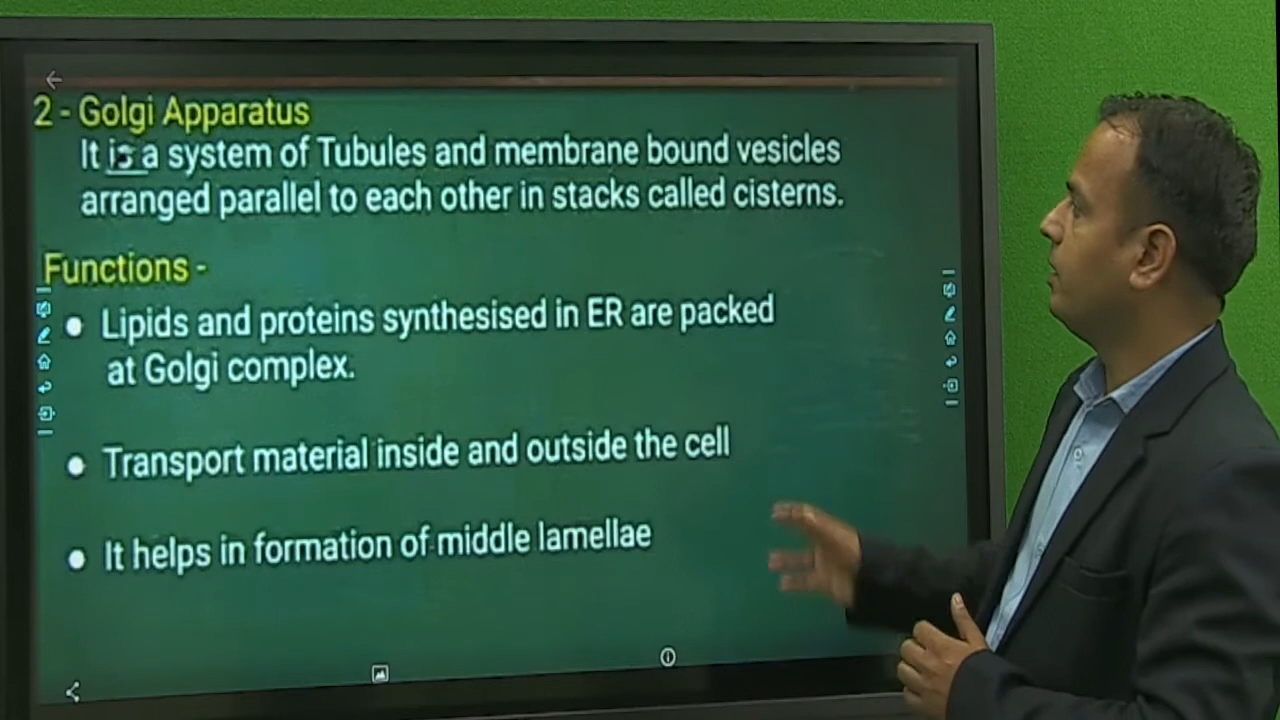 2 - Golgi Apparatus
It is a system of Tubules and membrane bound vesicles
arranged parallel to each other in stacks called cisterns.
Functions -
• Lipids and proteins synthesised in ER are packed
at Golgi complex.
• Transport material inside and outside the cell
• It helps in formation of middle lamellae